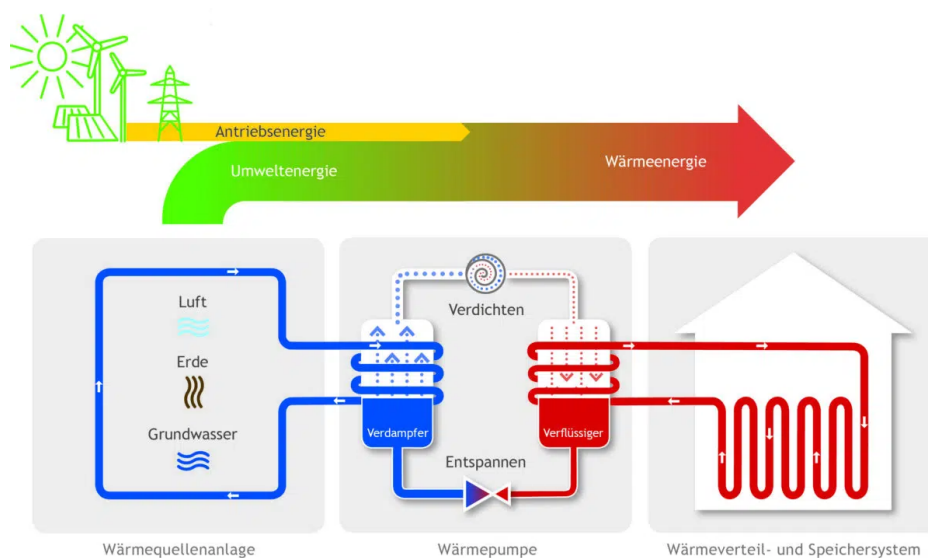 Antriebsenergie
Umweltenergie
Wärmeenergie
Luft
Erde
Grundwasser
Verdichten
Verdampfer
Verflüssiger
Entspannen
Wärmequellenanlage
Wärmepumpe
Wärmeverteil- und Speichersystem